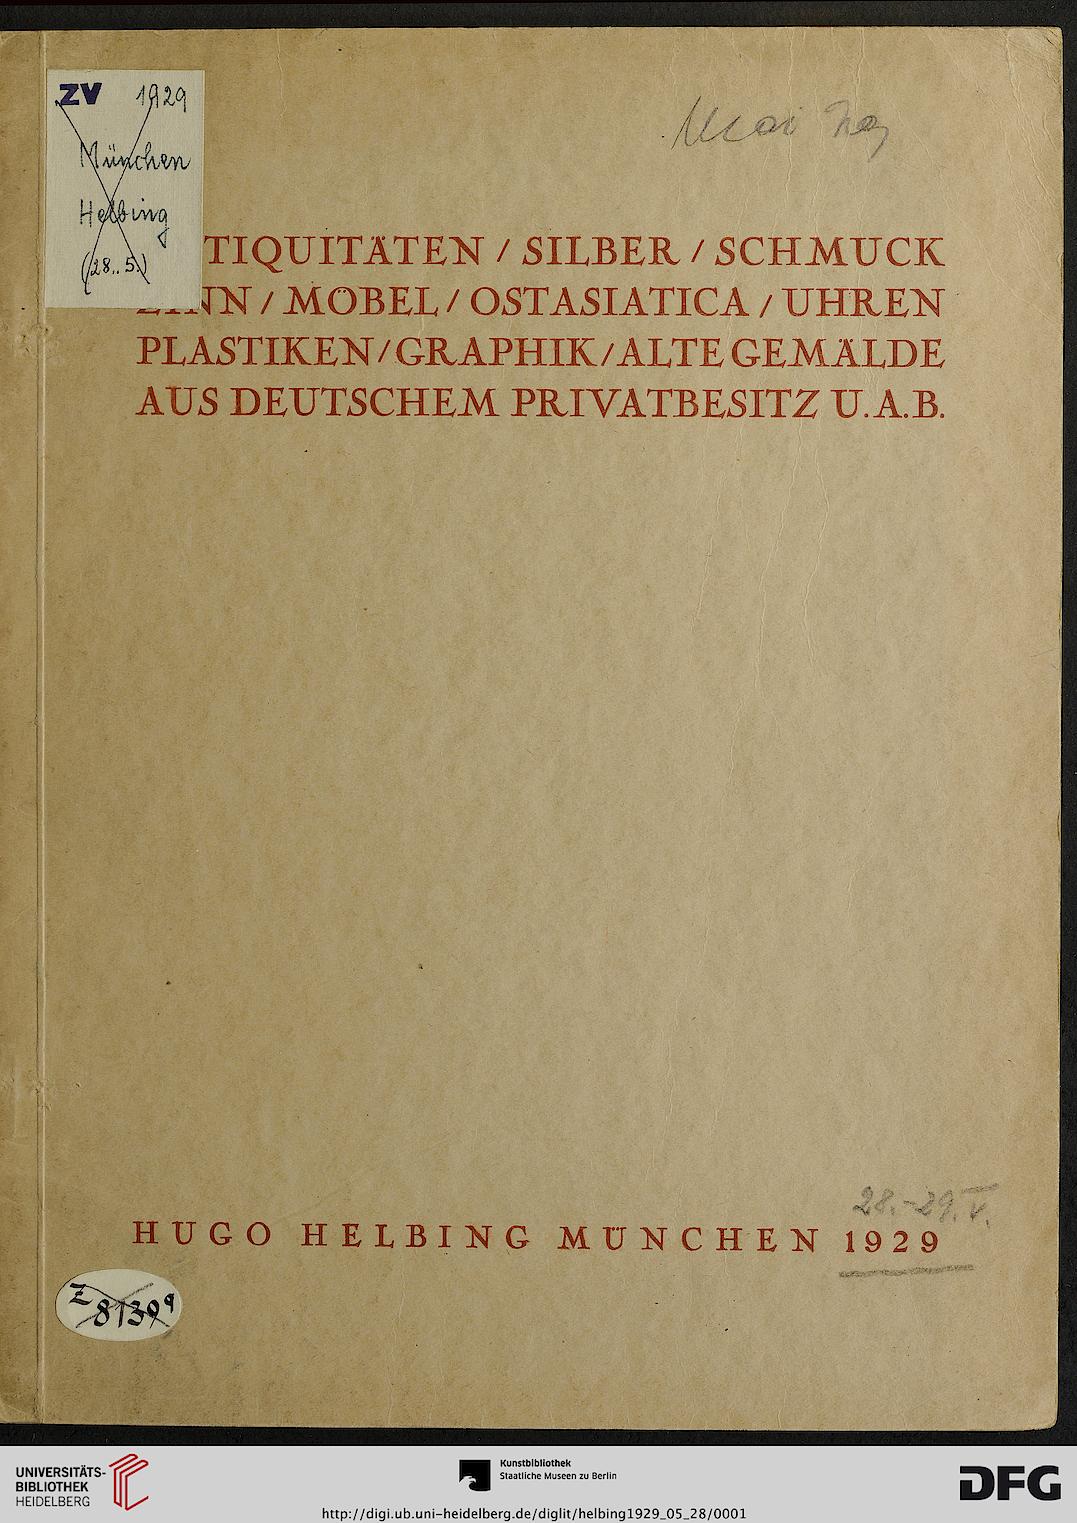 ZV 1929
München
Helbing
(28..5.)
TIQUITÄTEN / SILBER / SCHMUCK
ZINN / MÖBEL / OSTASIATICA / UHREN
PLASTIKEN / GRAPHIK / ALTE GEMÄLDE
AUS DEUTSCHEM PRIVATBESITZ U.A.B.
28.-29.V.
HUGO HELBING MÜNCHEN 1929
Z
8139 q
UNIVERSITÄTS-
BIBLIOTHEK
HEIDELBERG
Kunstbibliothek
Staatliche Museen zu Berlin
DFG
http://digi.ub.uni-heidelberg.de/diglit/helbing1929_05_28/0001